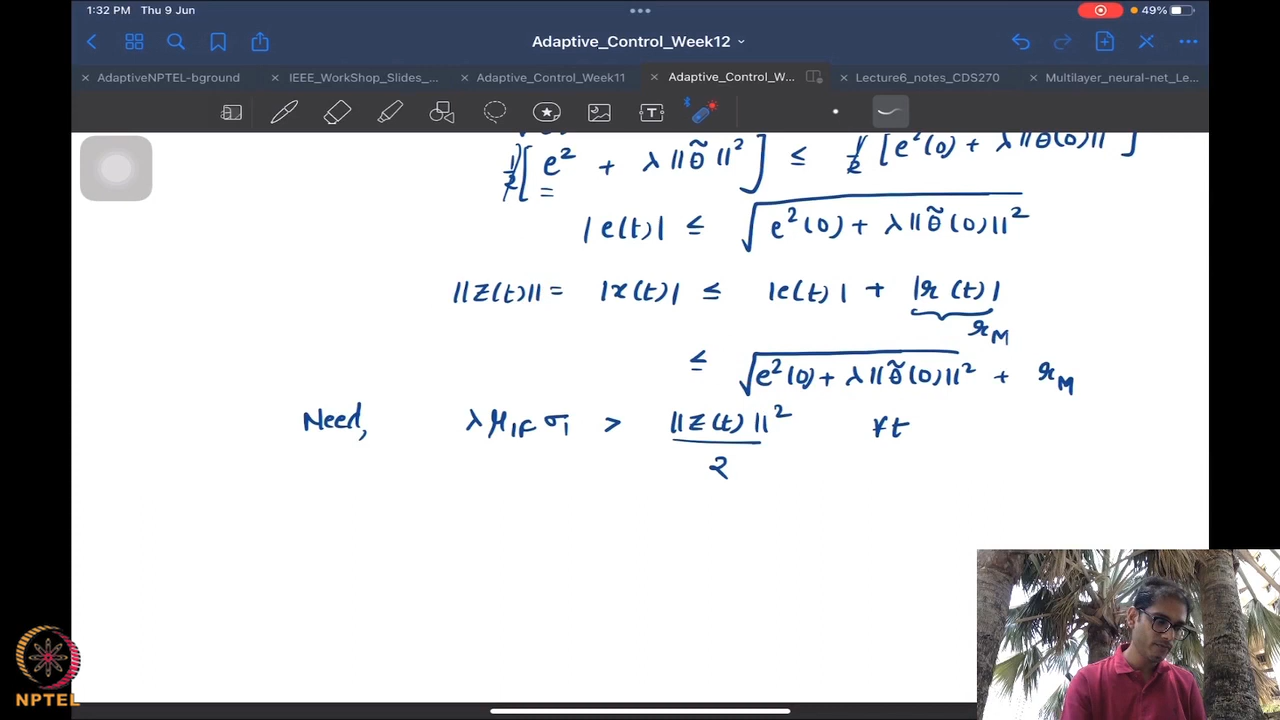 1:32 PM Thu 9 Jun
49%
Adaptive_Control_Week12
AdaptiveNPTEL-bground
IEEE_WorkShop_Slides_...
Adaptive_Control_Week11
Adaptive_Control_W...
Lecture6_notes_CDS270
Multilayer_neural-net_Le...
1/2 [ e² + λ ||θ̃||² ] ≤ 1/2 [ e²(0) + λ ||θ̃(0)||² ]
|e(t)| ≤ √(e²(0) + λ||θ̃(0)||²)
||Z(t)|| = |x(t)| ≤ |e(t)| + |r(t)|
r_M
≤ √(e²(0) + λ||θ̃(0)||²) + r_M
Need, λ μ_1F σ_1 > ||Z(t)||²/2 ∀t
NPTEL